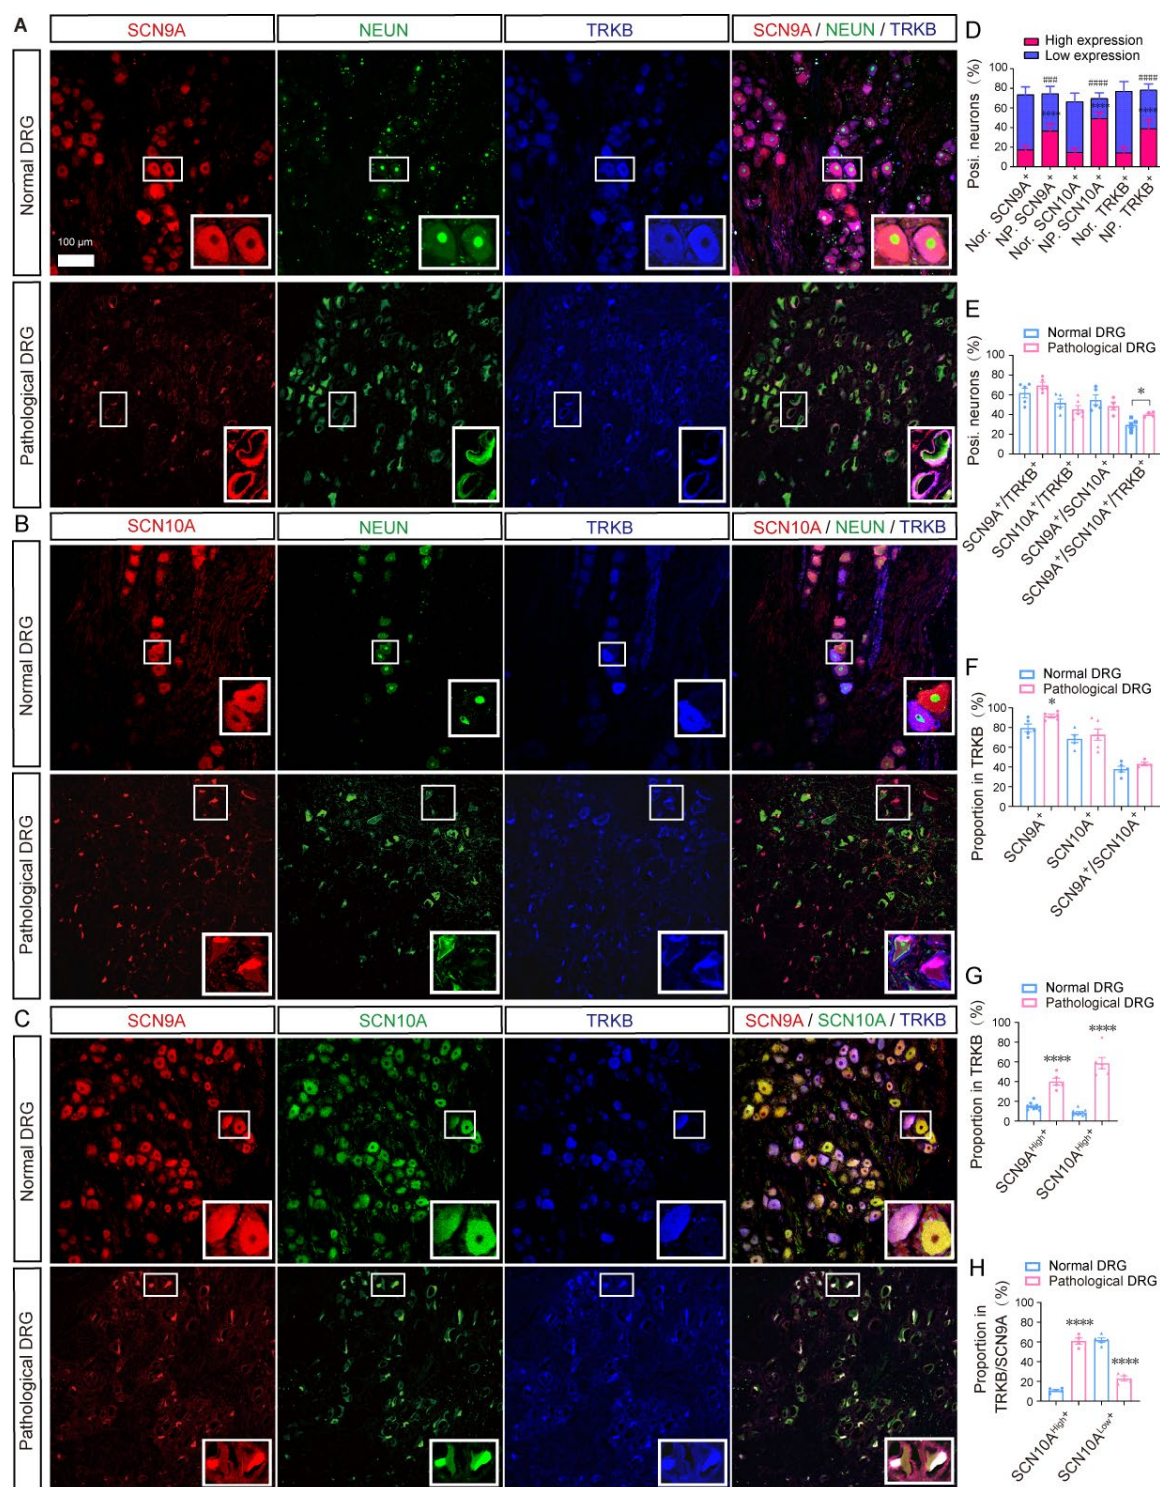 A
SCN9A
NEUN
TRKB
SCN9A / NEUN / TRKB
Normal DRG
100 μm
Pathological DRG
B
SCN10A
NEUN
TRKB
SCN10A / NEUN / TRKB
Normal DRG
Pathological DRG
C
SCN9A
SCN10A
TRKB
SCN9A / SCN10A / TRKB
Normal DRG
Pathological DRG
D
High expression
Low expression
Posi. neurons (%)
100
80
60
40
20
0
###
####
####
****
****
****
Nor. SCN9A+
NP. SCN9A+
Nor. SCN10A+
NP. SCN10A+
Nor. TRKB+
NP. TRKB+
E
Normal DRG
Pathological DRG
Posi. neurons (%)
100
80
60
40
20
0
*
SCN9A+/TRKB+
SCN10A+/TRKB+
SCN9A+/SCN10A+
SCN9A+/SCN10A+/TRKB+
F
Normal DRG
Pathological DRG
Proportion in TRKB (%)
100
80
60
40
20
0
*
SCN9A+
SCN10A+
SCN9A+/SCN10A+
G
Normal DRG
Pathological DRG
Proportion in TRKB (%)
100
80
60
40
20
0
****
****
SCN9AHigh+
SCN10AHigh+
H
Normal DRG
Pathological DRG
Proportion in
TRKB/SCN9A (%)
100
80
60
40
20
0
****
****
SCN10AHigh+
SCN10ALow+